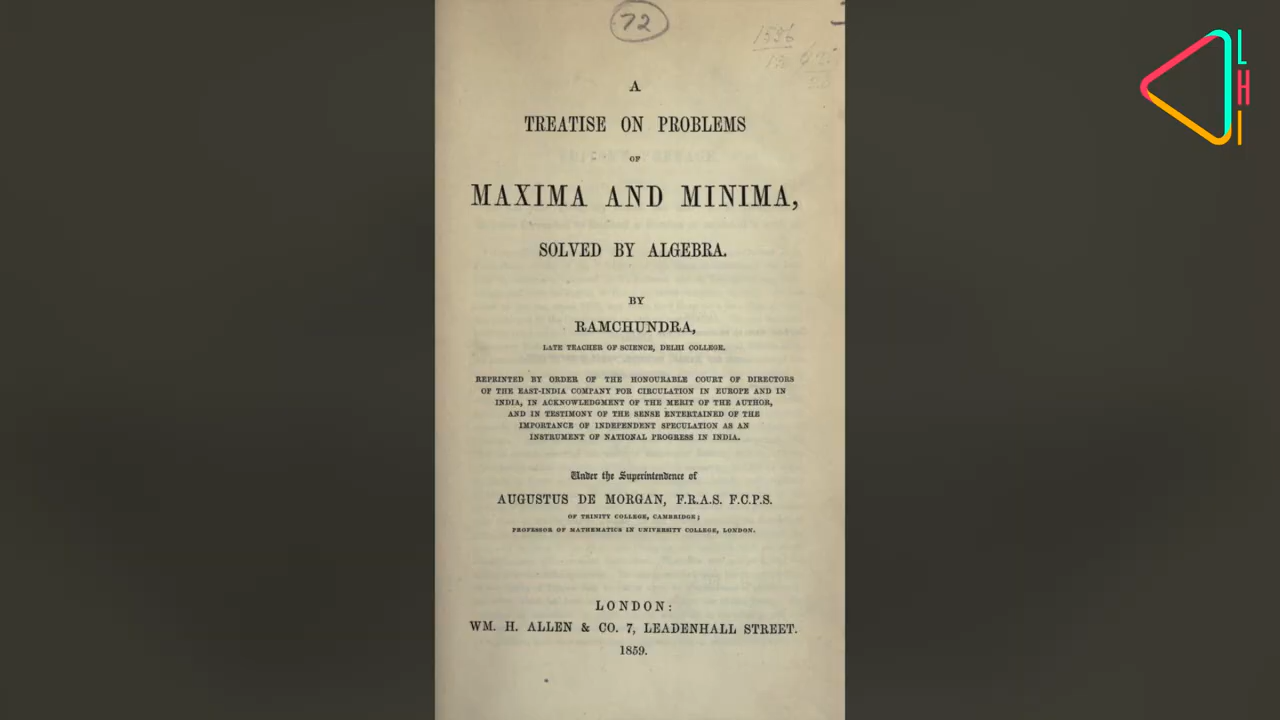 72
A
TREATISE ON PROBLEMS
OF
MAXIMA AND MINIMA,
SOLVED BY ALGEBRA.
BY
RAMCHUNDRA,
LATE TEACHER OF SCIENCE, DELHI COLLEGE.
REPRINTED BY ORDER OF THE HONOURABLE COURT OF DIRECTORS
OF THE EAST-INDIA COMPANY FOR CIRCULATION IN EUROPE AND IN
INDIA, IN ACKNOWLEDGMENT OF THE MERIT OF THE AUTHOR,
AND IN TESTIMONY OF THE SENSE ENTERTAINED OF THE
IMPORTANCE OF INDEPENDENT SPECULATION AS AN
INSTRUMENT OF NATIONAL PROGRESS IN INDIA.
Under the Superintendence of
AUGUSTUS DE MORGAN, F.R.A.S. F.C.P.S.
OF TRINITY COLLEGE, CAMBRIDGE;
PROFESSOR OF MATHEMATICS IN UNIVERSITY COLLEGE, LONDON.
LONDON:
WM. H. ALLEN & CO. 7, LEADENHALL STREET.
1859.
LHI